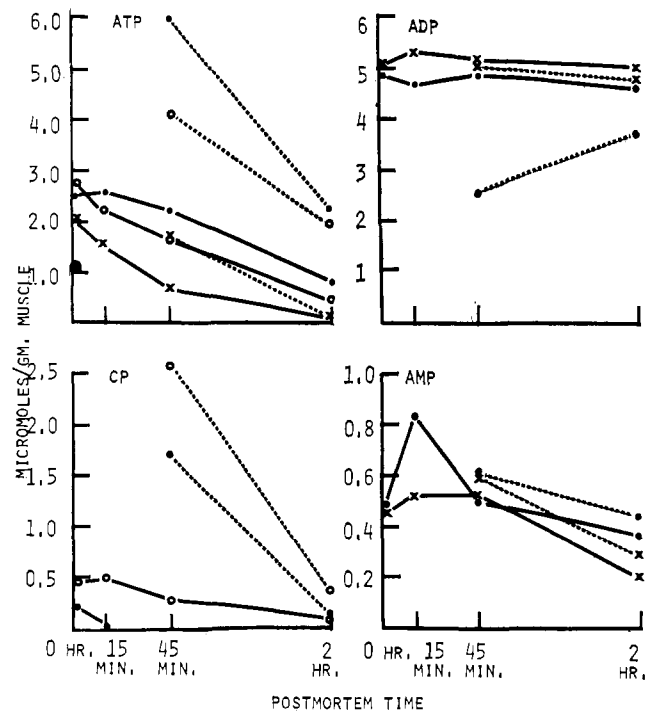 ATP
6.0
5.0
4.0
3.0
2.0
1.0
ADP
6
5
4
3
2
1
MICROMOLES/GM. MUSCLE
CP
2.5
2.0
1.5
1.0
0.5
AMP
1.0
0.8
0.6
0.4
0.2
0 HR. 15 MIN. 45 MIN. 2 HR.
0 HR. 15 MIN. 45 MIN. 2 HR.
POSTMORTEM TIME